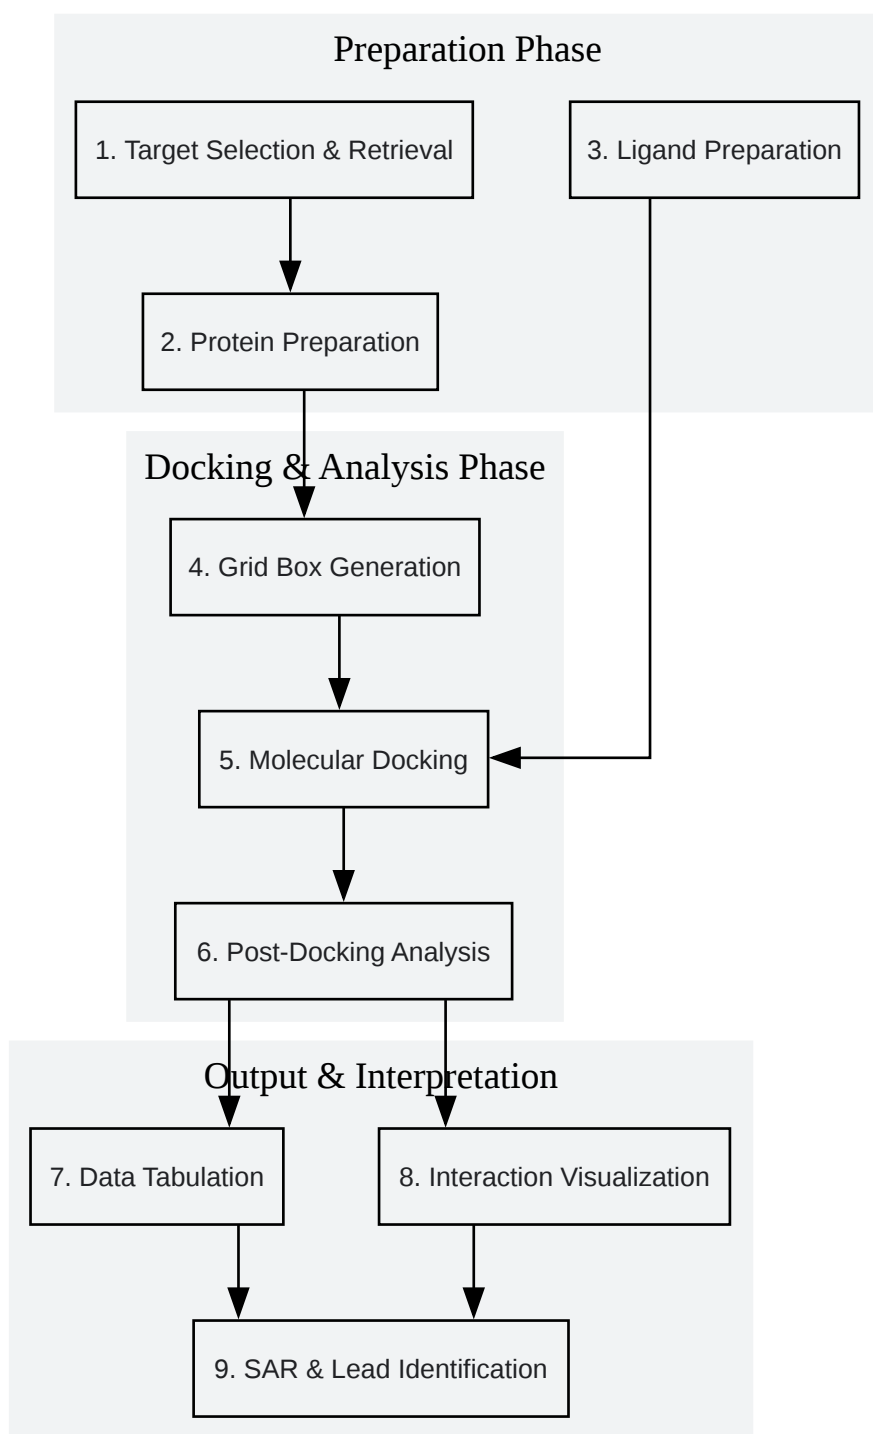 Preparation Phase
1. Target Selection & Retrieval
3. Ligand Preparation
2. Protein Preparation
Docking & Analysis Phase
4. Grid Box Generation
5. Molecular Docking
6. Post-Docking Analysis
Output & Interpretation
7. Data Tabulation
8. Interaction Visualization
9. SAR & Lead Identification